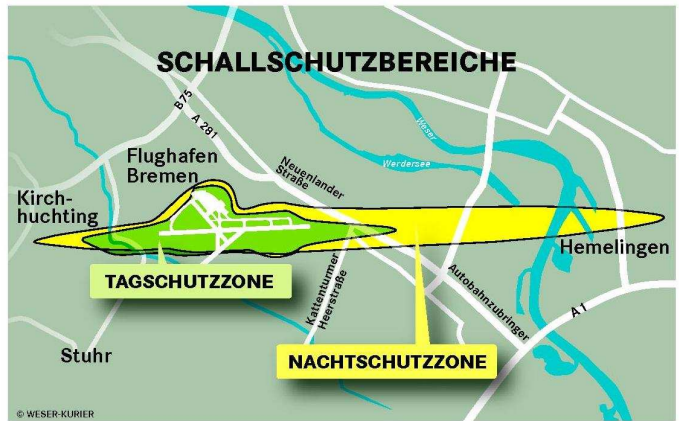 SCHALLSCHUTZBEREICHE
B75
A 281
Weser
Werdersee
Flughafen
Bremen
Neuenlander
Straße
Kirch-
huchting
Hemelingen
TAGSCHUTZZONE
Kattenturmer
Heerstraße
Autobahnzubringer
A 1
Stuhr
NACHTSCHUTZZONE
© WESER-KURIER